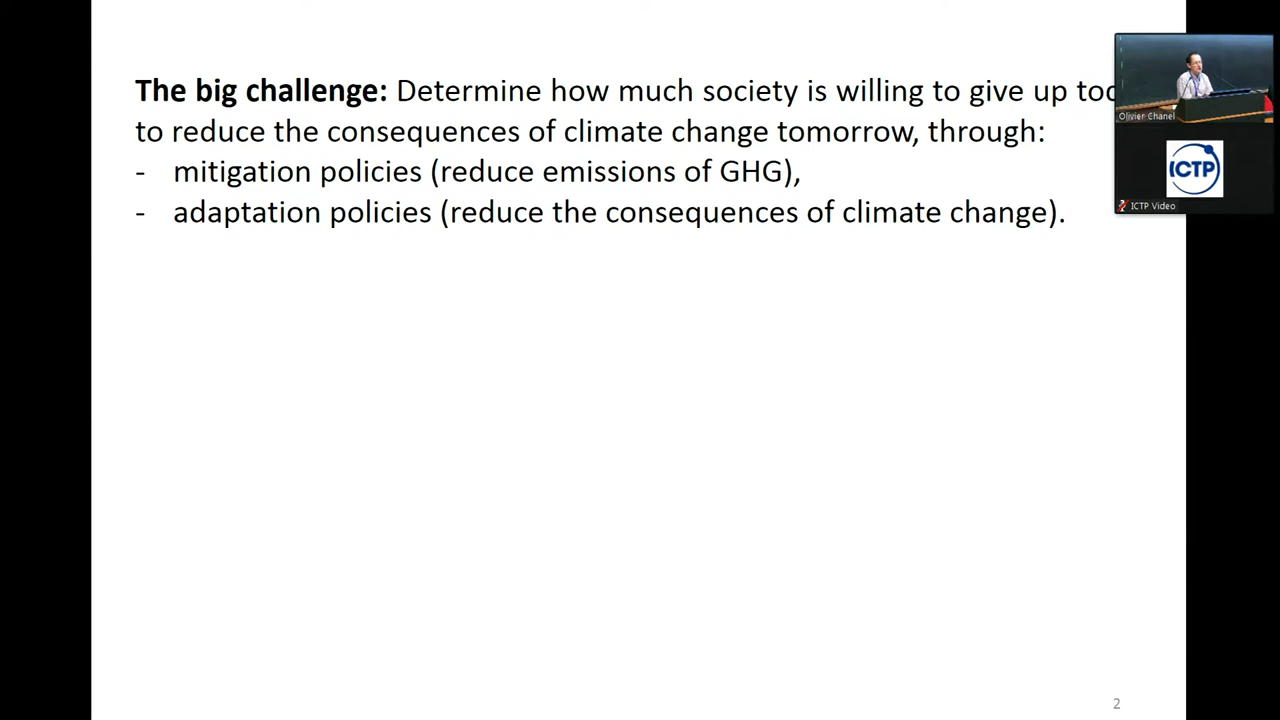 The big challenge: Determine how much society is willing to give up
to reduce the consequences of climate change tomorrow, through:
- mitigation policies (reduce emissions of GHG),
- adaptation policies (reduce the consequences of climate change).
Olivier Chanel
ICTP
ICTP Video
2